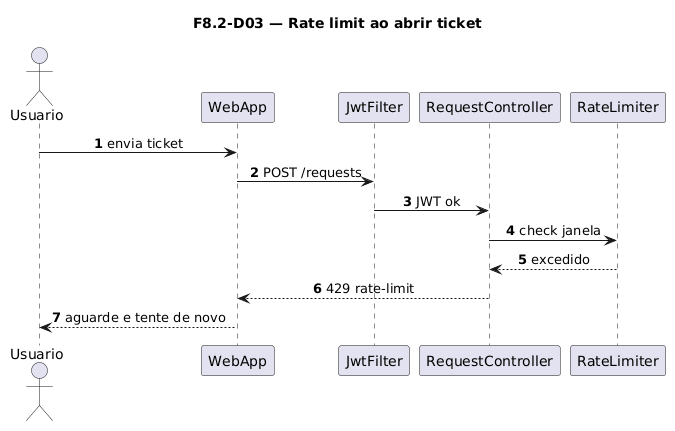 F8.2-D03 — Rate limit ao abrir ticket
Usuario
WebApp
JwtFilter
RequestController
RateLimiter
1 envia ticket
2 POST /requests
3 JWT ok
4 check janela
5 excedido
6 429 rate-limit
7 aguarde e tente de novo
Usuario
WebApp
JwtFilter
RequestController
RateLimiter